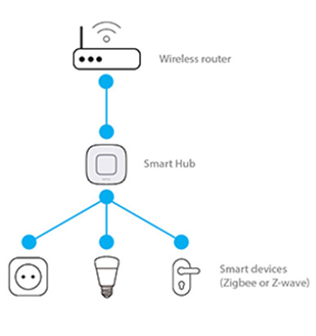 Wireless router
Smart Hub
Smart devices
(Zigbee or Z-wave)